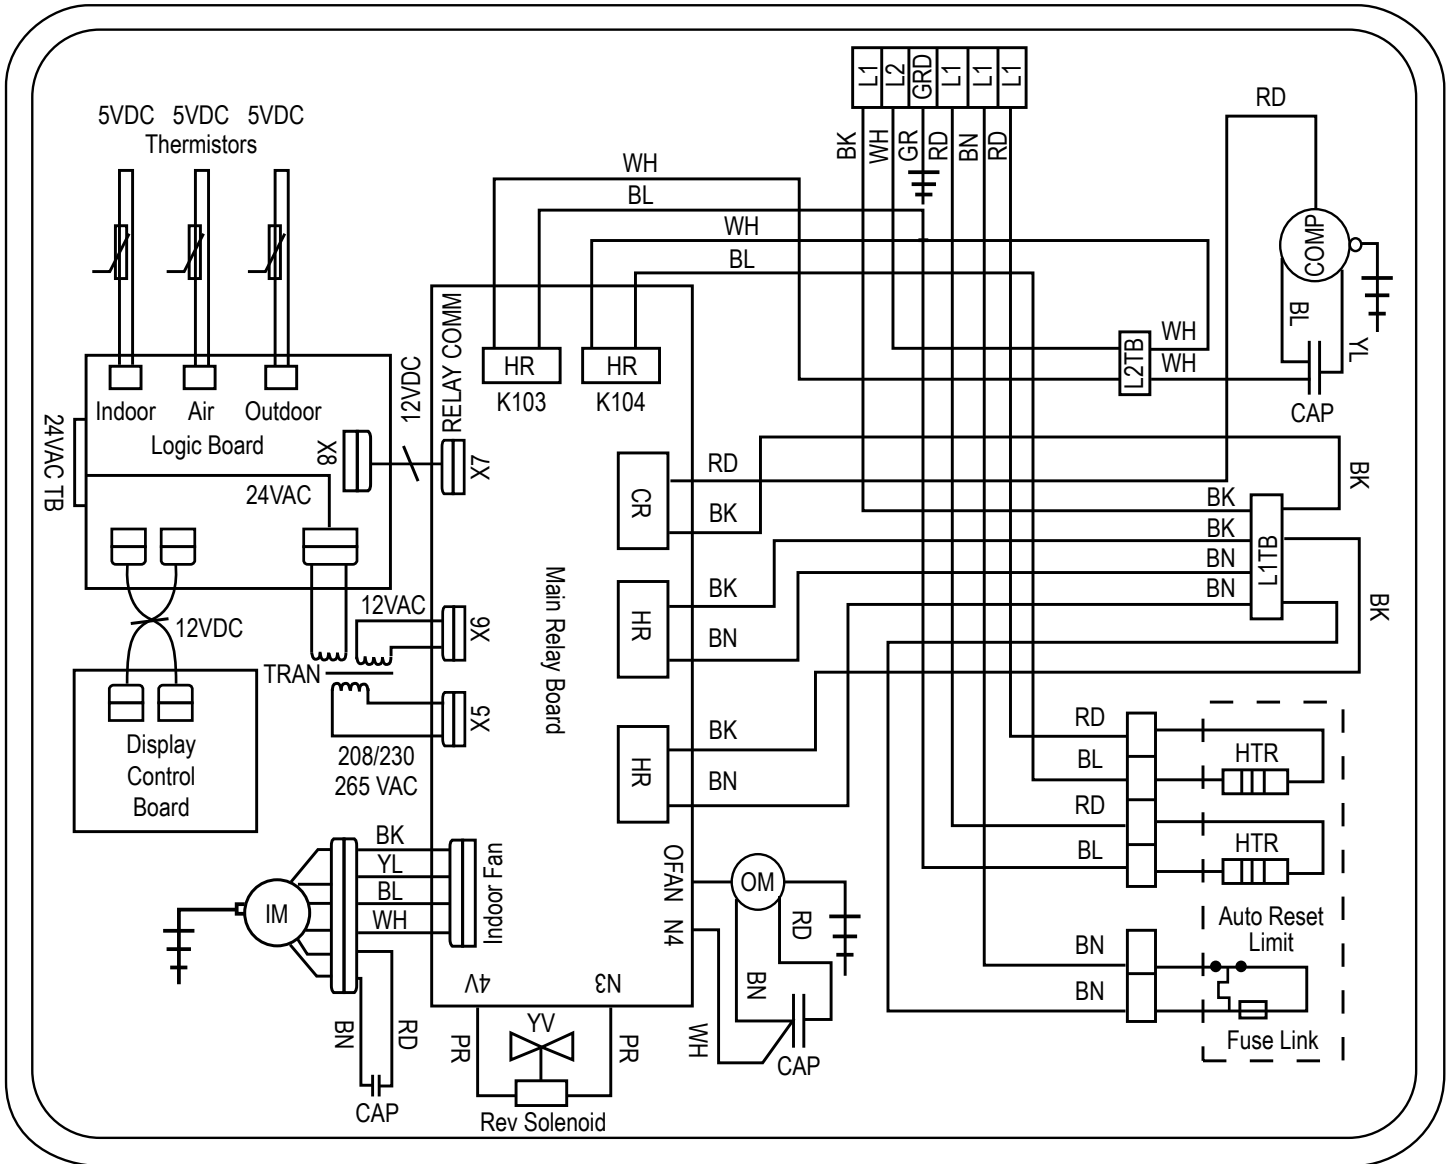 L1 L2 GRD L1 L1 L1
BK WH GR RD BN RD
5VDC 5VDC 5VDC
Thermistors
Indoor Air Outdoor
Logic Board
24VAC TB
24VAC
X8
12VDC
RELAY COMM
X7
WH
BL
WH
BL
HR
K103
HR
K104
RD
COMP
BL
YL
CAP
L2TB
WH
WH
CR
RD
BK
BK
L1TB
BK
BK
BN
BN
BK
HR
BK
BN
HR
BK
BN
Main Relay Board
12VAC
X6
TRAN
X5
208/230
265 VAC
12VDC
Display
Control
Board
IM
BK
YL
BL
WH
Indoor Fan
BN
RD
CAP
4V
N3
PR
YV
PR
Rev Solenoid
OFAN N4
OM
RD
BN
WH
CAP
RD
BL
RD
BL
HTR
HTR
Auto Reset
Limit
BN
BN
Fuse Link